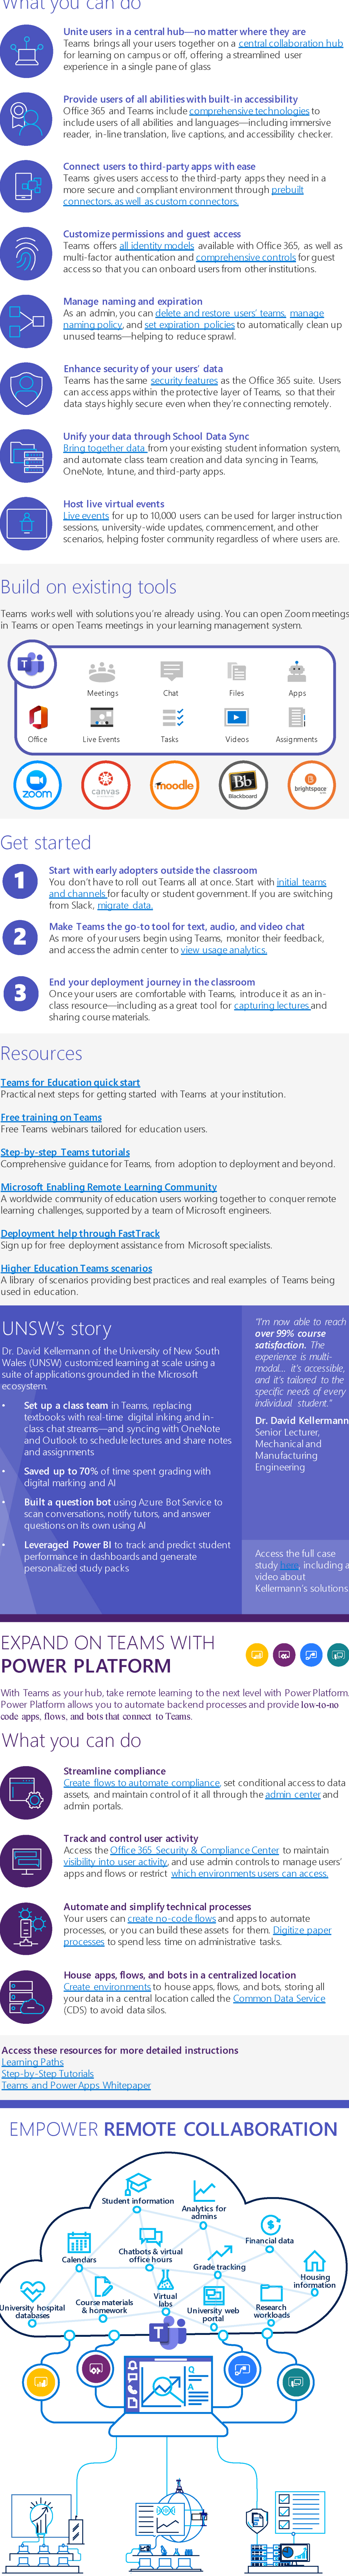 What you can do
Unite users in a central hub—no matter where they are
Teams brings all your users together on a central collaboration hub
for learning on campus or off, offering a streamlined user
experience in a single pane of glass
Provide users of all abilities with built-in accessibility
Office 365 and Teams include comprehensive technologies to
include users of all abilities and languages—including immersive
reader, in-line translation, live captions, and accessibility checker.
Connect users to third-party apps with ease
Teams gives users access to the third-party apps they need in a
more secure and compliant environment through prebuilt
connectors, as well as custom connectors.
Customize permissions and guest access
Teams offers all identity models available with Office 365, as well as
multi-factor authentication and comprehensive controls for guest
access so that you can onboard users from other institutions.
Manage naming and expiration
As an admin, you can delete and restore users' teams, manage
naming policy, and set expiration policies to automatically clean up
unused teams—helping to reduce sprawl.
Enhance security of your users' data
Teams has the same security features as the Office 365 suite. Users
can access apps within the protective layer of Teams, so that their
data stays highly secure even when they're connecting remotely.
Unify your data through School Data Sync
Bring together data from your existing student information system,
and automate class team creation and data syncing in Teams,
OneNote, Intune, and third-party apps.
Host live virtual events
Live events for up to 10,000 users can be used for larger instruction
sessions, university-wide updates, commencement, and other
scenarios, helping foster community regardless of where users are.
Build on existing tools
Teams works well with solutions you're already using. You can open Zoom meetings
in Teams or open Teams meetings in your learning management system.
Meetings Chat Files Apps
Office Live Events Tasks Videos Assignments
zoom canvas moodle Bb Blackboard brightspace
Get started
1 Start with early adopters outside the classroom
You don't have to roll out Teams all at once. Start with initial teams
and channels for faculty or student government. If you are switching
from Slack, migrate data.
2 Make Teams the go-to tool for text, audio, and video chat
As more of your users begin using Teams, monitor their feedback,
and access the admin center to view usage analytics.
3 End your deployment journey in the classroom
Once your users are comfortable with Teams, introduce it as an in-
class resource—including as a great tool for capturing lectures and
sharing course materials.
Resources
Teams for Education quick start
Practical next steps for getting started with Teams at your institution.
Free training on Teams
Free Teams webinars tailored for education users.
Step-by-step Teams tutorials
Comprehensive guidance for Teams, from adoption to deployment and beyond.
Microsoft Enabling Remote Learning Community
A worldwide community of education users working together to conquer remote
learning challenges, supported by a team of Microsoft engineers.
Deployment help through FastTrack
Sign up for free deployment assistance from Microsoft specialists.
Higher Education Teams scenarios
A library of scenarios providing best practices and real examples of Teams being
used in education.
UNSW's story
Dr. David Kellermann of the University of New South
Wales (UNSW) customized learning at scale using a
suite of applications grounded in the Microsoft
ecosystem.
• Set up a class team in Teams, replacing
textbooks with real-time digital inking and in-
class chat streams—and syncing with OneNote
and Outlook to schedule lectures and share notes
and assignments
• Saved up to 70% of time spent grading with
digital marking and AI
• Built a question bot using Azure Bot Service to
scan conversations, notify tutors, and answer
questions on its own using AI
• Leveraged Power BI to track and predict student
performance in dashboards and generate
personalized study packs
"I'm now able to reach
over 99% course
satisfaction. The
experience is multi-
modal... it's accessible,
and it's tailored to the
specific needs of every
individual student."
Dr. David Kellermann
Senior Lecturer,
Mechanical and
Manufacturing
Engineering
Access the full case
study here, including a
video about
Kellermann's solutions
EXPAND ON TEAMS WITH
POWER PLATFORM
With Teams as your hub, take remote learning to the next level with Power Platform.
Power Platform allows you to automate backend processes and provide low-to-no
code apps, flows, and bots that connect to Teams.
What you can do
Streamline compliance
Create flows to automate compliance, set conditional access to data
assets, and maintain control of it all through the admin center and
admin portals.
Track and control user activity
Access the Office 365 Security & Compliance Center to maintain
visibility into user activity, and use admin controls to manage users'
apps and flows or restrict which environments users can access.
Automate and simplify technical processes
Your users can create no-code flows and apps to automate
processes, or you can build these assets for them. Digitize paper
processes to spend less time on administrative tasks.
House apps, flows, and bots in a centralized location
Create environments to house apps, flows, and bots, storing all
your data in a central location called the Common Data Service
(CDS) to avoid data silos.
Access these resources for more detailed instructions
Learning Paths
Step-by-Step Tutorials
Teams and Power Apps Whitepaper
EMPOWER REMOTE COLLABORATION
Student information
Analytics for
admins
Financial data
Calendars
Chatbots & virtual
office hours
Grade tracking
Housing
information
University hospital
databases
Course materials
& homework
Virtual
labs
University web
portal
Research
workloads
Q
A